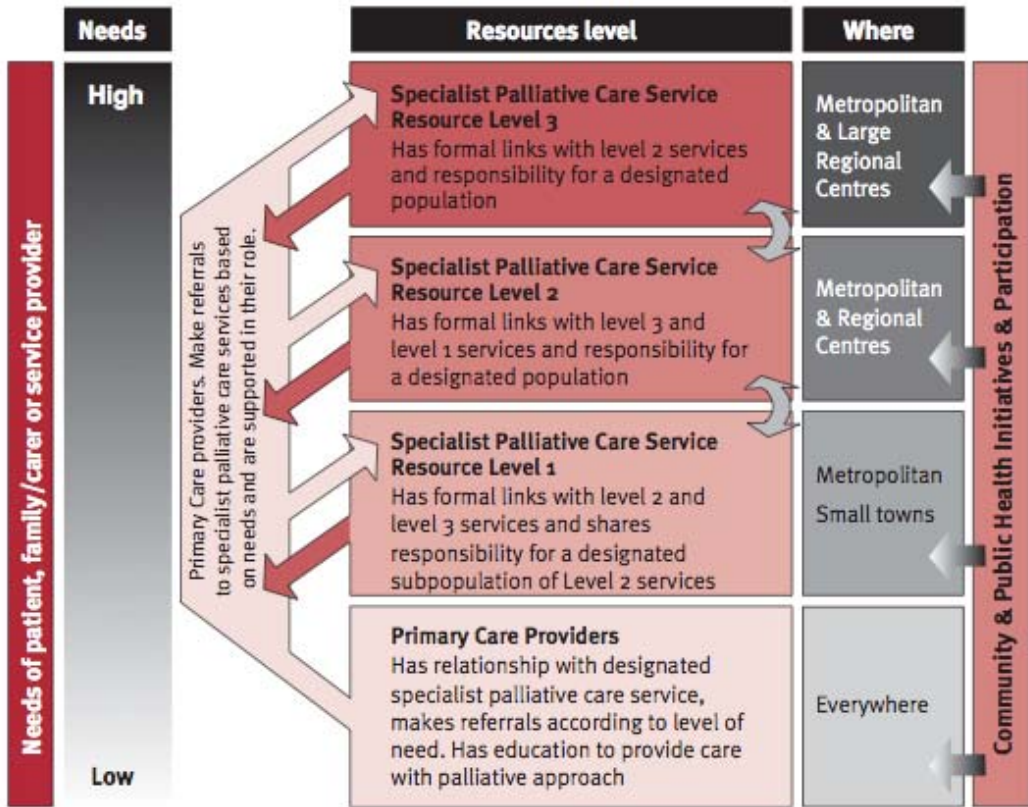 Needs
Resources level
Where
Needs of patient, family/carer or service provider
High
Low
Primary Care providers. Make referrals
to specialist palliative care services based
on needs and are supported in their role.
Specialist Palliative Care Service
Resource Level 3
Has formal links with level 2 services
and responsibility for a designated
population
Metropolitan
& Large
Regional
Centres
Specialist Palliative Care Service
Resource Level 2
Has formal links with level 3 and
level 1 services and responsibility for
a designated population
Metropolitan
& Regional
Centres
Specialist Palliative Care Service
Resource Level 1
Has formal links with level 2 and
level 3 services and shares
responsibility for a designated
subpopulation of Level 2 services
Metropolitan
Small towns
Primary Care Providers
Has relationship with designated
specialist palliative care service,
makes referrals according to level of
need. Has education to provide care
with palliative approach
Everywhere
Community & Public Health Initiatives & Participation